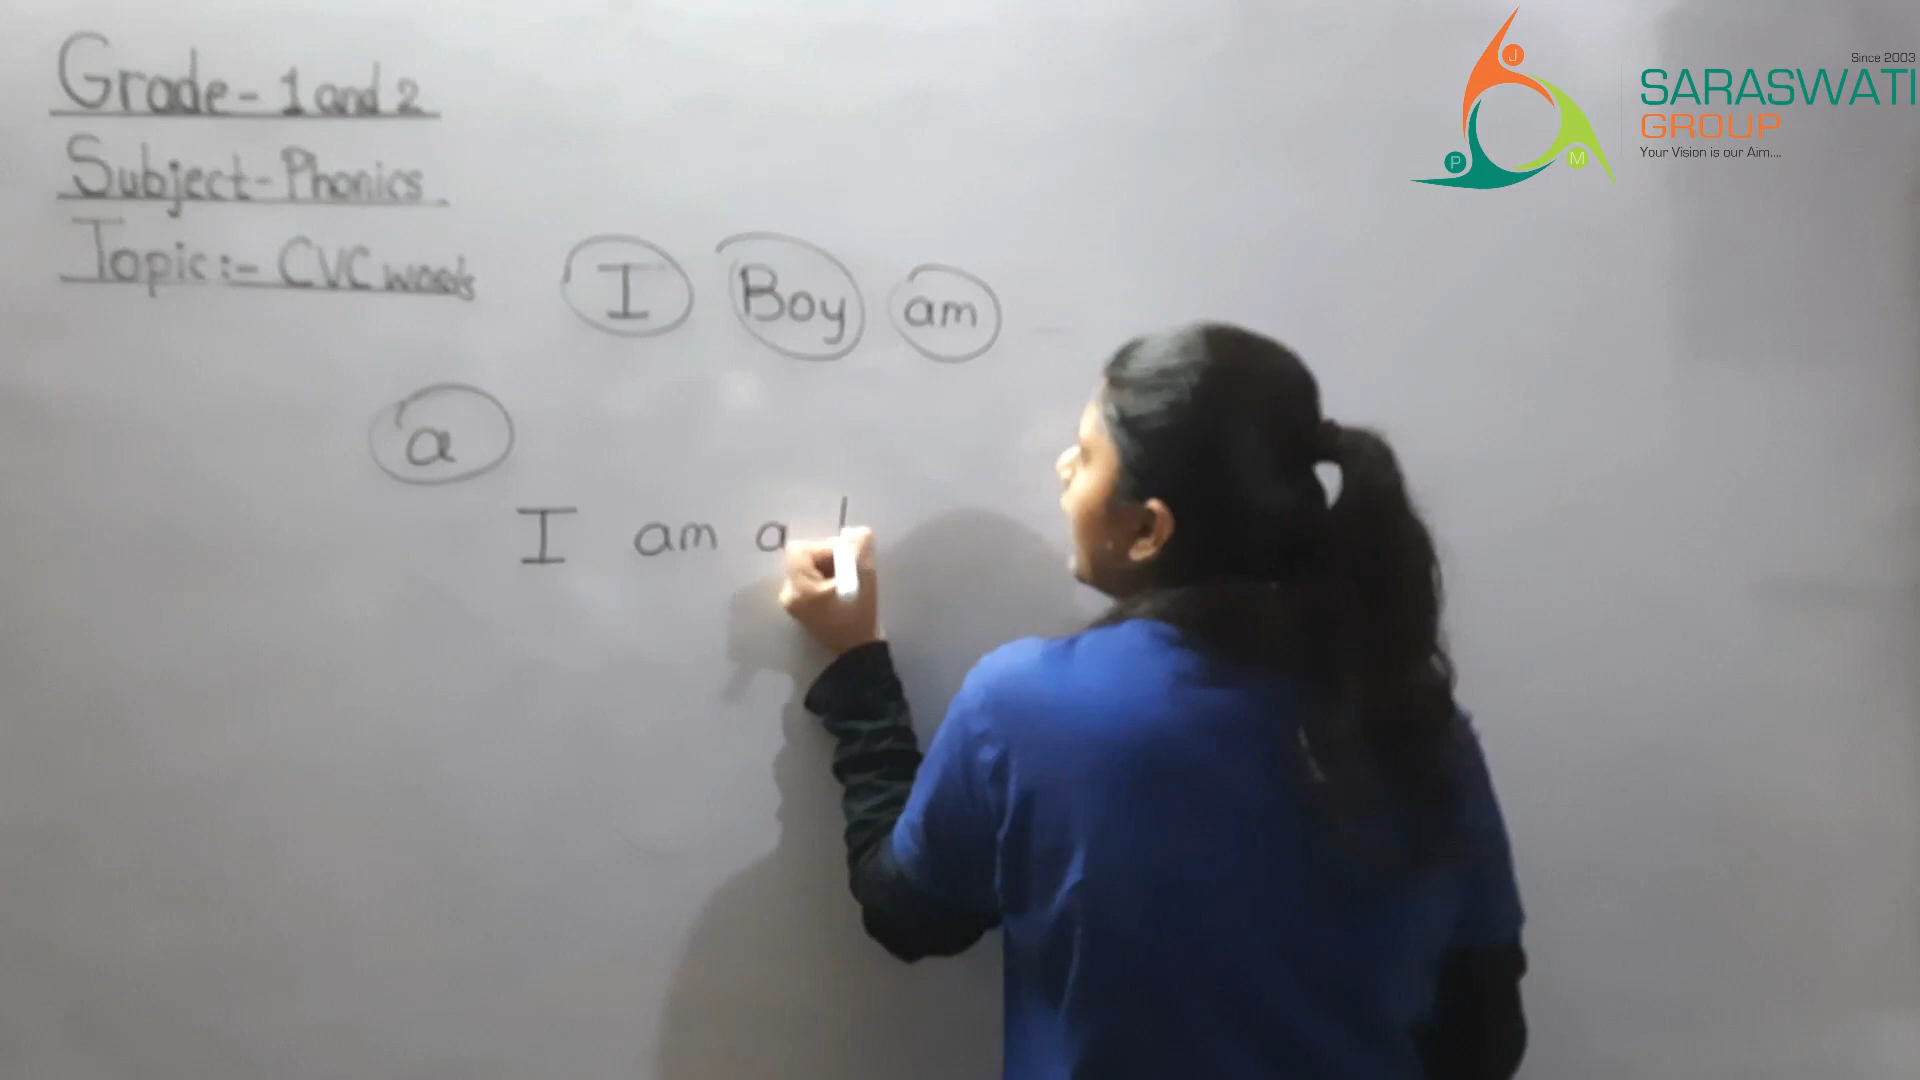 Grade - 1 and 2
Subject - Phonics.
Topic :- CVC words
I Boy am
a
I am a
J
P
M
Since 2003
SARASWATI
GROUP
Your Vision is our Aim....